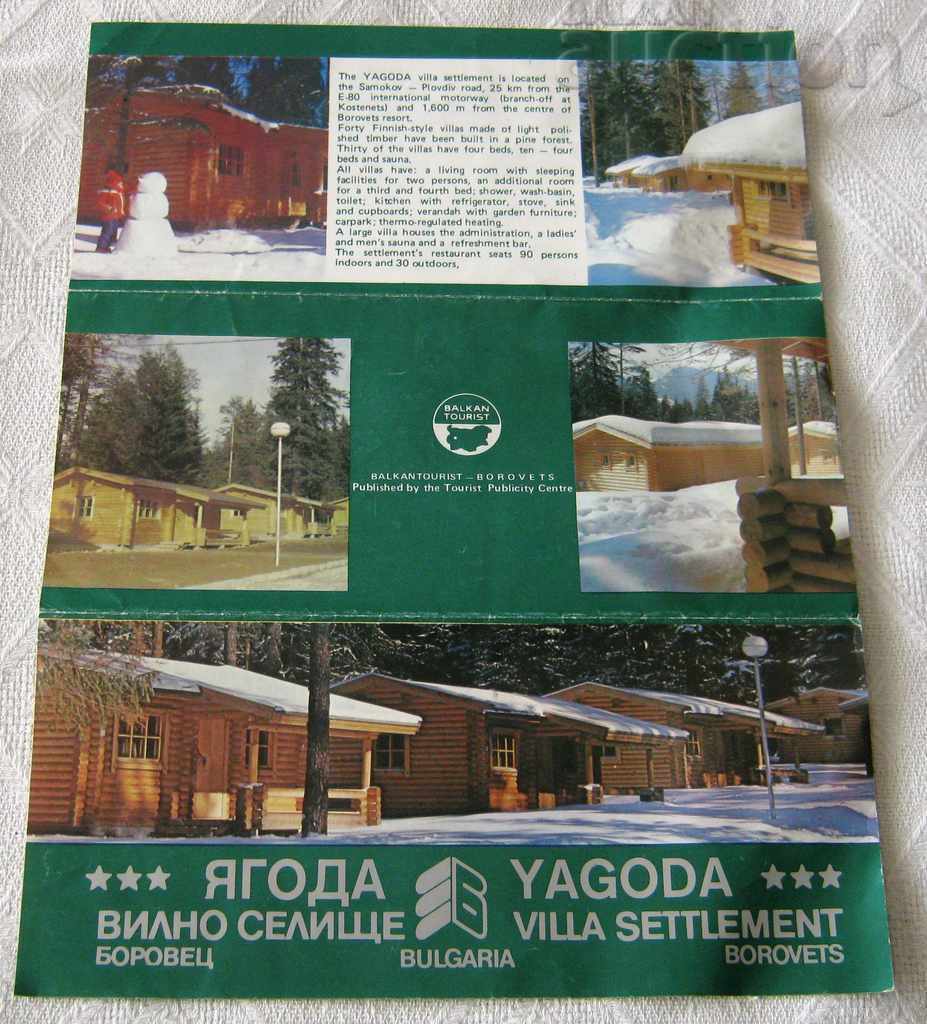 The YAGODA villa settlement is located on
the Samokov — Plovdiv road, 25 km from the
E-80 international motorway (branch-off at
Kostenets) and 1,600 m from the centre of
Borovets resort.
Forty Finnish-style villas made of light poli-
shed timber have been built in a pine forest.
Thirty of the villas have four beds, ten — four
beds and sauna.
All villas have: a living room with sleeping
facilities for two persons, an additional room
for a third and fourth bed; shower, wash-basin,
toilet; kitchen with refrigerator, stove, sink
and cupboards; verandah with garden furniture;
carpark; thermo-regulated heating.
A large villa houses the administration, a ladies'
and men's sauna and a refreshment bar.
The settlement's restaurant seats 90 persons
indoors and 30 outdoors,
BALKAN
TOURIST
BALKANTOURIST — BOROVETS
Published by the Tourist Publicity Centre
ЯГОДА YAGODA
ВИЛНО СЕЛИЩЕ VILLA SETTLEMENT
БОРОВЕЦ BULGARIA BOROVETS